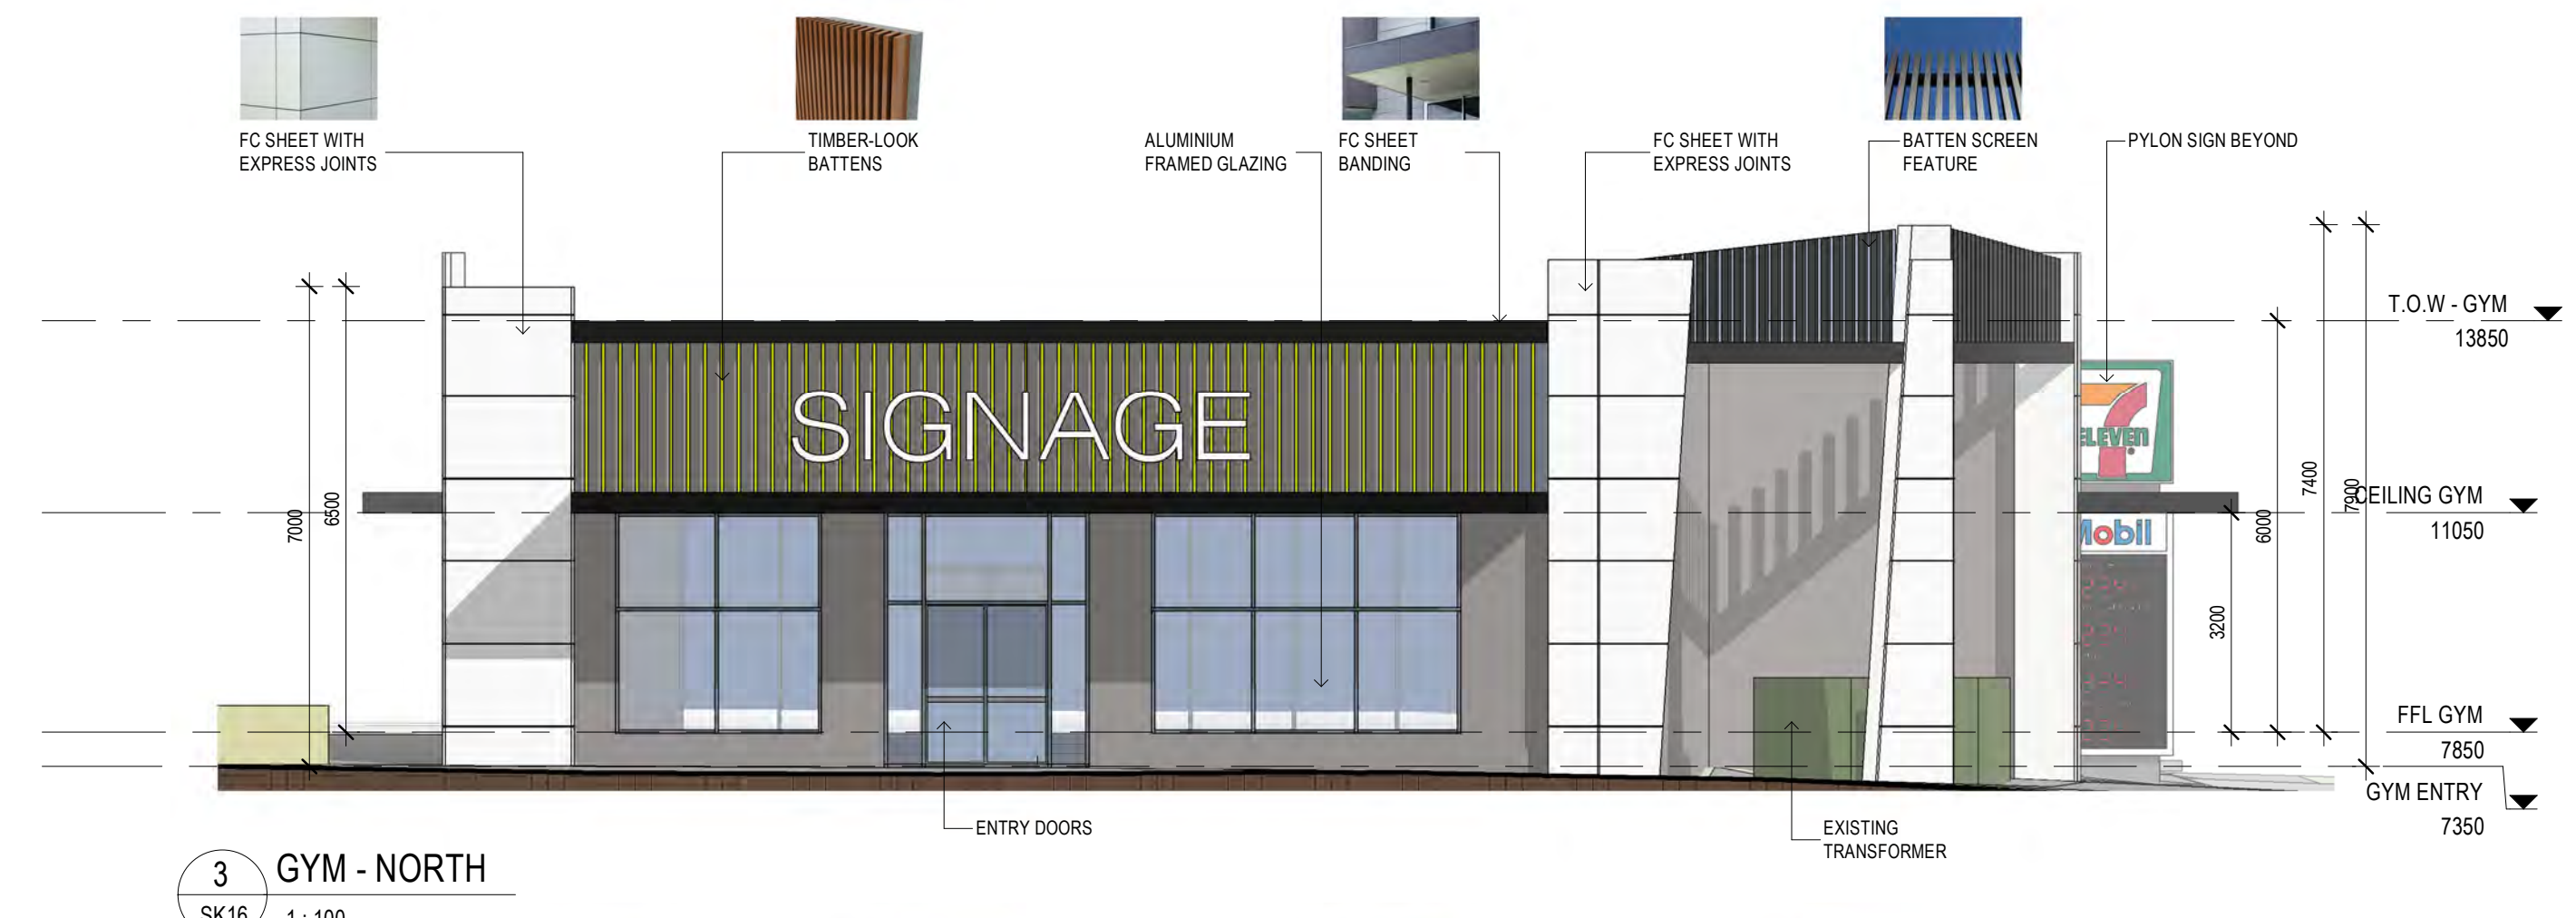 FC SHEET WITH
EXPRESS JOINTS
TIMBER-LOOK
BATTENS
ALUMINIUM
FRAMED GLAZING
FC SHEET
BANDING
FC SHEET WITH
EXPRESS JOINTS
BATTEN SCREEN
FEATURE
PYLON SIGN BEYOND
T.O.W - GYM
13850
SIGNAGE
7
ELEVEn
7000
6500
7400
7900
CEILING GYM
11050
6000
Mobil
3200
FFL GYM
7850
GYM ENTRY
7350
ENTRY DOORS
EXISTING
TRANSFORMER
3
GYM - NORTH
SK16
1 : 100